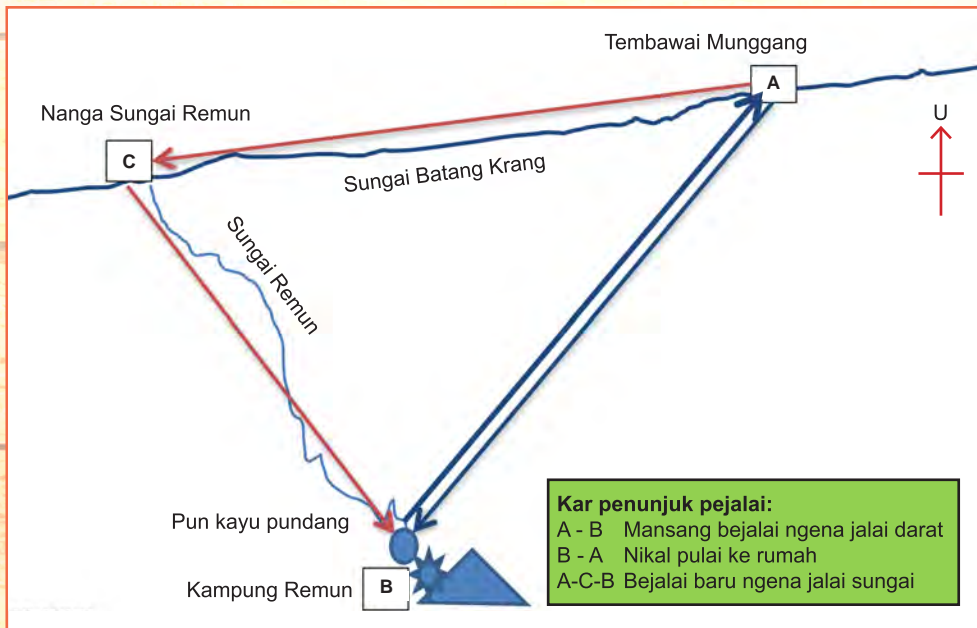 Tembawai Munggang
A
U
Nanga Sungai Remun
C
Sungai Batang Krang
Sungai Remun
Pun kayu pundang
Kampung Remun
B
Kar penunjuk pejalai:
A - B Mansang bejalai ngena jalai darat
B - A Nikal pulai ke rumah
A-C-B Bejalai baru ngena jalai sungai